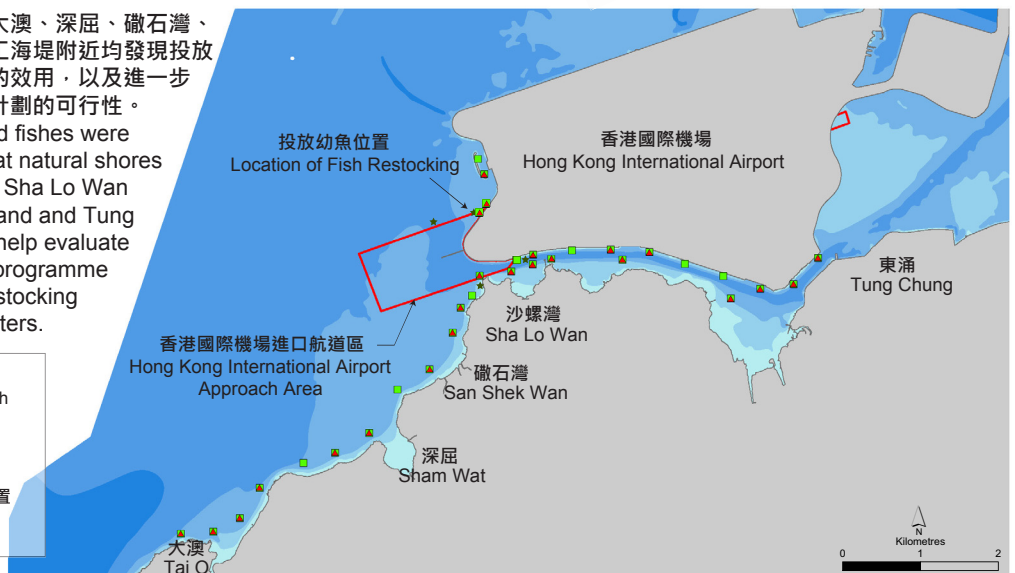 大澳、深屈、䃟石灣、
海堤附近均發現投放
的效用，以及進一步
計劃的可行性。
d fishes were
at natural shores
Sha Lo Wan
and and Tung
help evaluate
programme
stocking
ters.
h
置
投放幼魚位置
Location of Fish Restocking
香港國際機場
Hong Kong International Airport
東涌
Tung Chung
沙螺灣
Sha Lo Wan
香港國際機場進口航道區
Hong Kong International Airport
Approach Area
䃟石灣
San Shek Wan
深屈
Sham Wat
大澳
Tai O
N
Kilometres
0 1 2